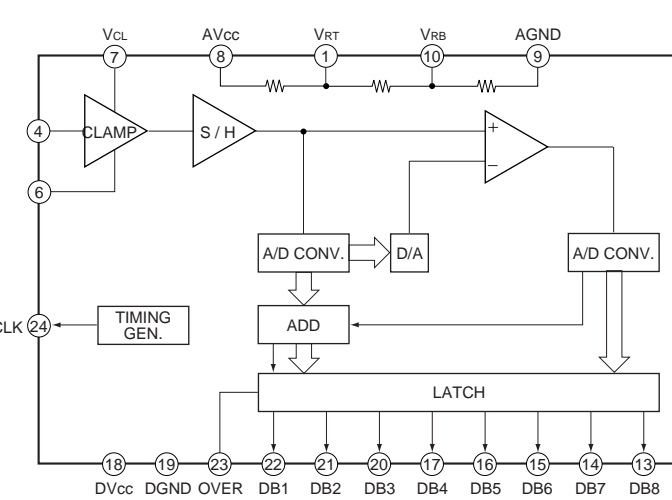 VCL AVcc VRT VRB AGND
7 8 1 10 9
4 CLAMP S / H +
−
6
A/D CONV. D/A A/D CONV.
CLK 24 TIMING GEN. ADD
LATCH
18 19 23 22 21 20 17 16 15 14 13
DVcc DGND OVER DB1 DB2 DB3 DB4 DB5 DB6 DB7 DB8